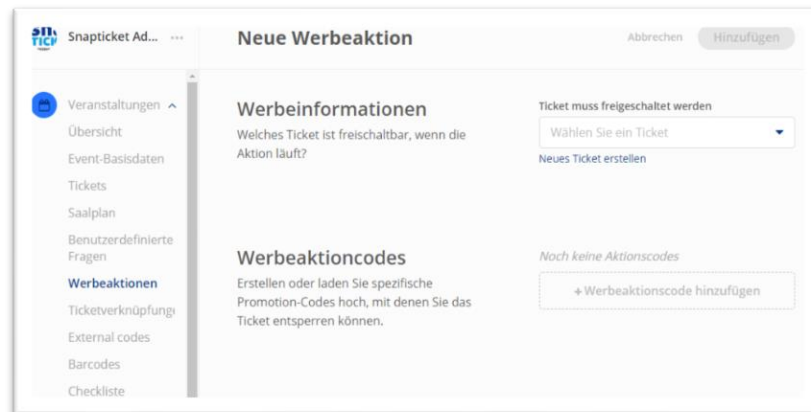 SNAP
TICK
Snapticket Ad... ...
Neue Werbeaktion
Abbrechen
Hinzufügen
Veranstaltungen
Übersicht
Event-Basisdaten
Tickets
Saalplan
Benutzerdefinierte
Fragen
Werbeaktionen
Ticketverknüpfung
External codes
Barcodes
Checkliste
Werbeinformationen
Welches Ticket ist freischaltbar, wenn die
Aktion läuft?
Ticket muss freigeschaltet werden
Wählen Sie ein Ticket
Neues Ticket erstellen
Werbeaktioncodes
Erstellen oder laden Sie spezifische
Promotion-Codes hoch, mit denen Sie das
Ticket entsperren können.
Noch keine Aktionscodes
+ Werbeaktionscode hinzufügen